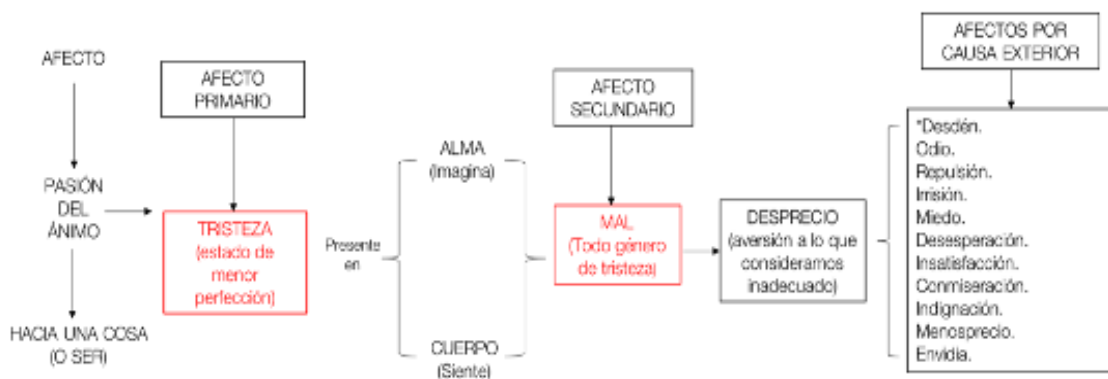 AFECTO
PASIÓN
DEL
ÁNIMO
HACIA UNA COSA
(O SER)
AFECTO
PRIMARIO
TRISTEZA
(estado de
menor
perfección)
Presente
en
ALMA
(Imagina)
CUERPO
(Siente)
AFECTO
SECUNDARIO
MAL
(Todo género
de tristeza)
DESPRECIO
(aversión a lo que
consideramos
inadecuado)
AFECTOS POR
CAUSA EXTERIOR
*Desdén.
Odio.
Repulsión.
Irrisión.
Miedo.
Desesperación.
Insatisfacción.
Conmiseración.
Indignación.
Menosprecio.
Envidia.